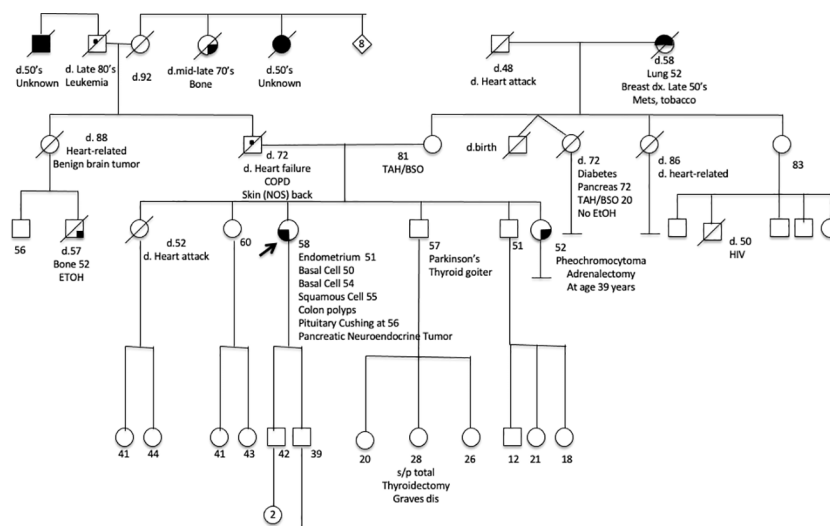 8
d.50's
Unknown
d. Late 80's
Leukemia
d.92
d.mid-late 70's
Bone
d.50's
Unknown
d.48
d. Heart attack
d.58
Lung 52
Breast dx. Late 50's
Mets, tobacco
d. 88
Heart-related
Benign brain tumor
d. 72
d. Heart failure
COPD
Skin (NOS) back
81
TAH/BSO
d.birth
d. 72
Diabetes
Pancreas 72
TAH/BSO 20
No EtOH
d. 86
d. heart-related
83
56
d.57
Bone 52
ETOH
d.52
d. Heart attack
60
58
Endometrium 51
Basal Cell 50
Basal Cell 54
Squamous Cell 55
Colon polyps
Pituitary Cushing at 56
Pancreatic Neuroendocrine Tumor
57
Parkinson's
Thyroid goiter
51
52
Pheochromocytoma
Adrenalectomy
At age 39 years
d. 50
HIV
41
44
41
43
42
39
20
28
s/p total
Thyroidectomy
Graves dis
26
12
21
18
2